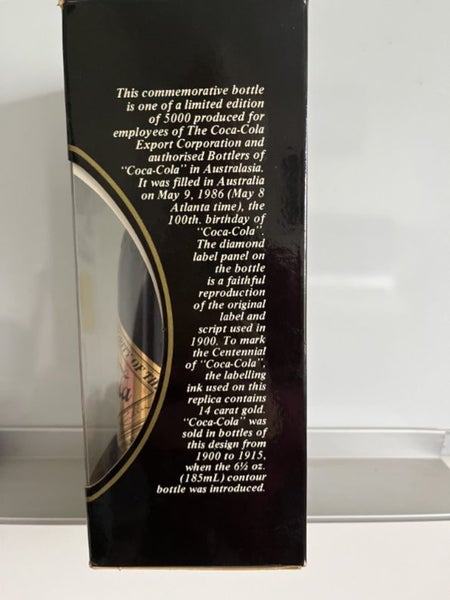 This commemorative bottle
is one of a limited edition
of 5000 produced for
employees of The Coca-Cola
Export Corporation and
authorised Bottlers of
"Coca-Cola" in Australasia.
It was filled in Australia
on May 9, 1986 (May 8
Atlanta time), the
100th. birthday of
"Coca-Cola".
The diamond
label panel on
the bottle
is a faithful
reproduction
of the original
label and
script used in
1900. To mark
the Centennial
of "Coca-Cola",
the labelling
ink used on this
replica contains
14 carat gold.
"Coca-Cola" was
sold in bottles of
this design from
1900 to 1915,
when the 6½ oz.
(185mL) contour
bottle was introduced.
OF